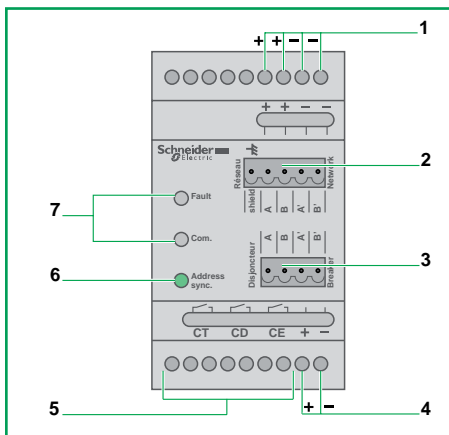 1
+ + − −
+ + − −
Schneider
Electric
Réseau
Network
2
shield A B A' B'
7
Fault
Com.
A B A' B'
Disjoncteur
Breaker
3
6
Address
sync.
CT CD CE + −
5
+ −
4